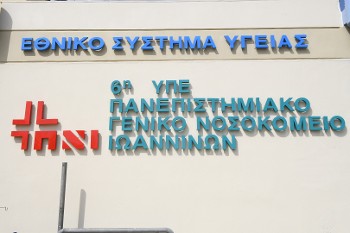 ΕΘΝΙΚΟ ΣΥΣΤΗΜΑ ΥΓΕΙΑΣ
6η ΥΠΕ
ΠΑΝΕΠΙΣΤΗΜΙΑΚΟ
ΓΕΝΙΚΟ ΝΟΣΟΚΟΜΕΙΟ
ΙΩΑΝΝΙΝΩΝ